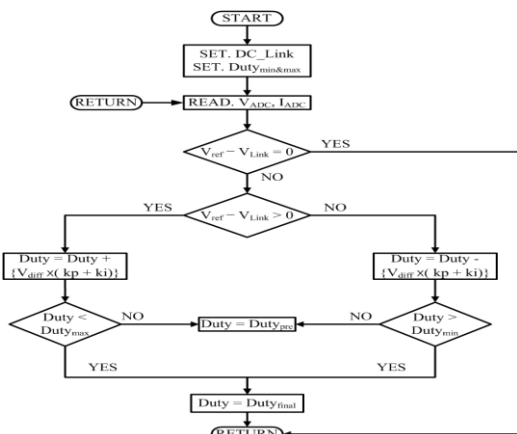 START
SET. DC_Link
SET. Duty_min&max
RETURN
READ. V_ADC, I_ADC
V_ref − V_Link = 0
YES
NO
V_ref − V_Link > 0
YES
NO
Duty = Duty +
{V_diff ×( kp + ki)}
Duty = Duty -
{V_diff ×( kp + ki)}
Duty <
Duty_max
NO
Duty = Duty_pre
NO
Duty >
Duty_min
YES
YES
Duty = Duty_final
RETURN